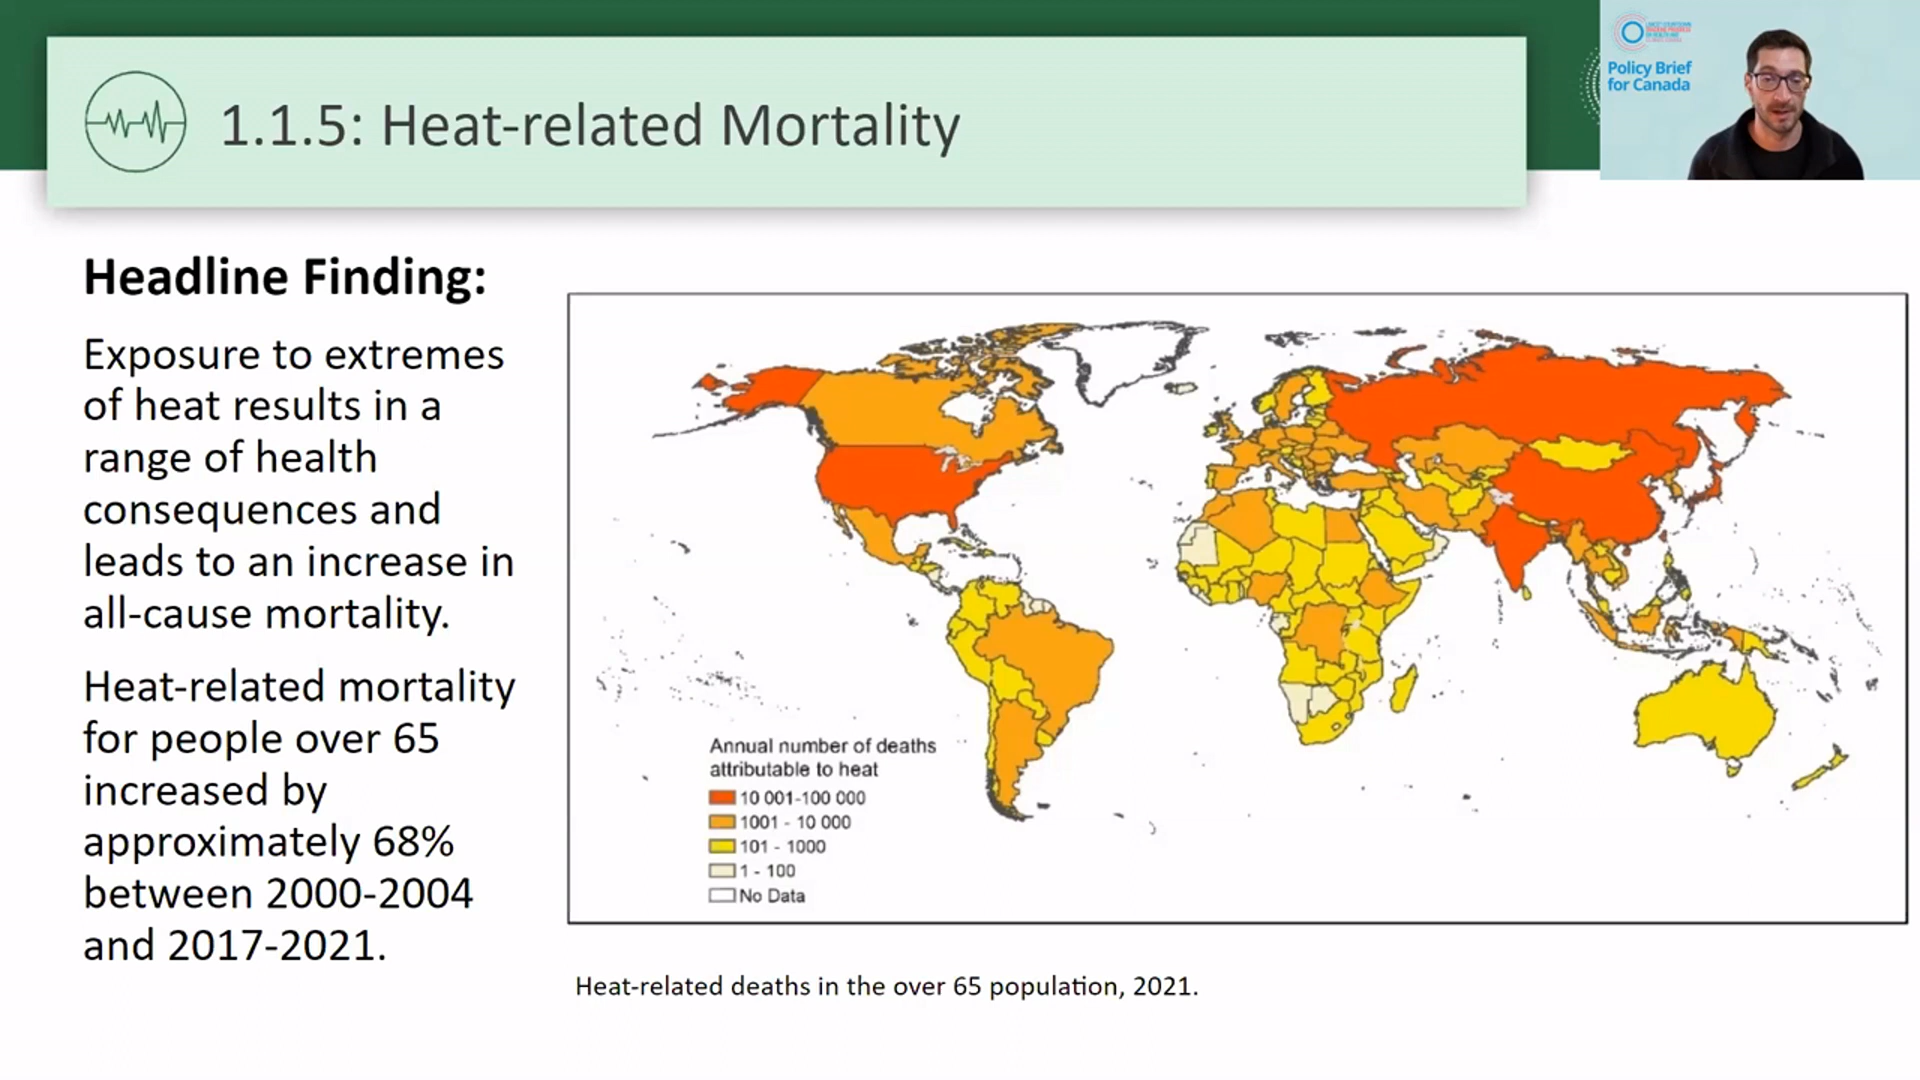 1.1.5: Heat-related Mortality
Policy Brief
for Canada
Headline Finding:
Exposure to extremes
of heat results in a
range of health
consequences and
leads to an increase in
all-cause mortality.
Heat-related mortality
for people over 65
increased by
approximately 68%
between 2000-2004
and 2017-2021.
Annual number of deaths
attributable to heat
10 001-100 000
1001 - 10 000
101 - 1000
1 - 100
No Data
Heat-related deaths in the over 65 population, 2021.